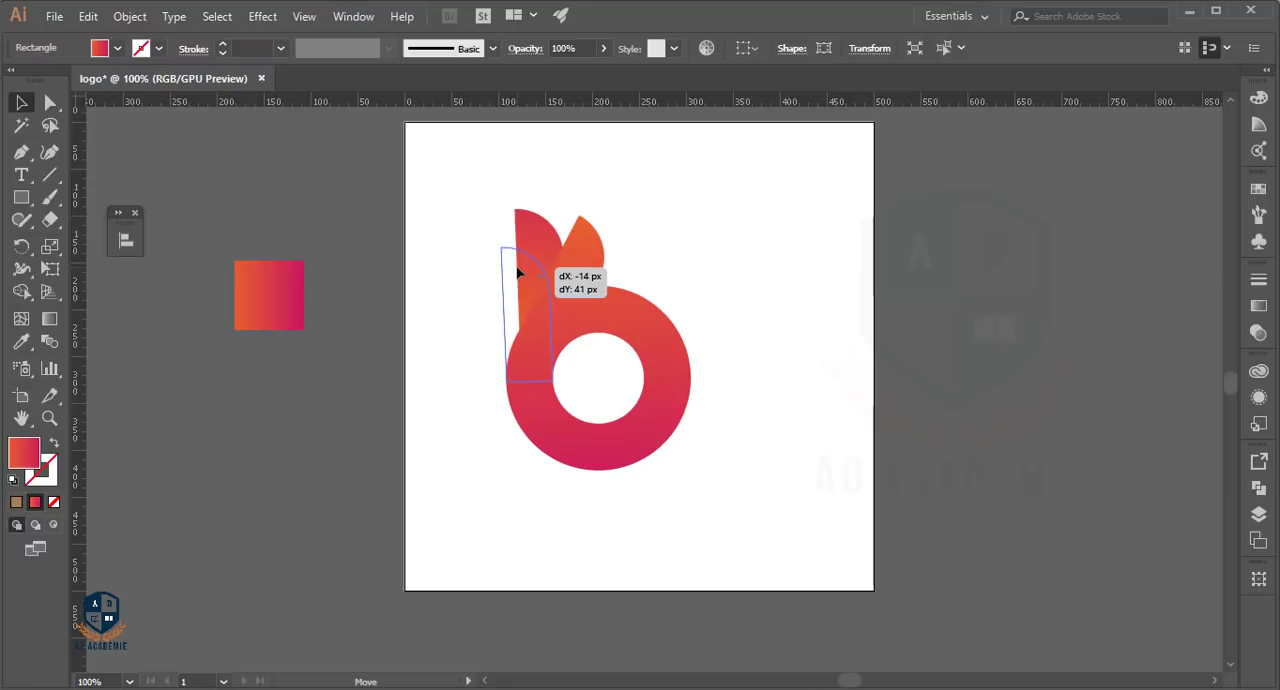 Ai File Edit Object Type Select Effect View Window Help Br St Essentials Search Adobe Stock
Rectangle Stroke: Basic Opacity: 100% Style: Shape: Transform
logo* @ 100% (RGB/GPU Preview)
300 250 200 150 100 50 0 50 100 150 200 250 300 350 400 450 500 550 600 650 700 750 800 850
dX: -14 px
dY: 41 px
A D
AD ACADEMIE
100% 1 Move